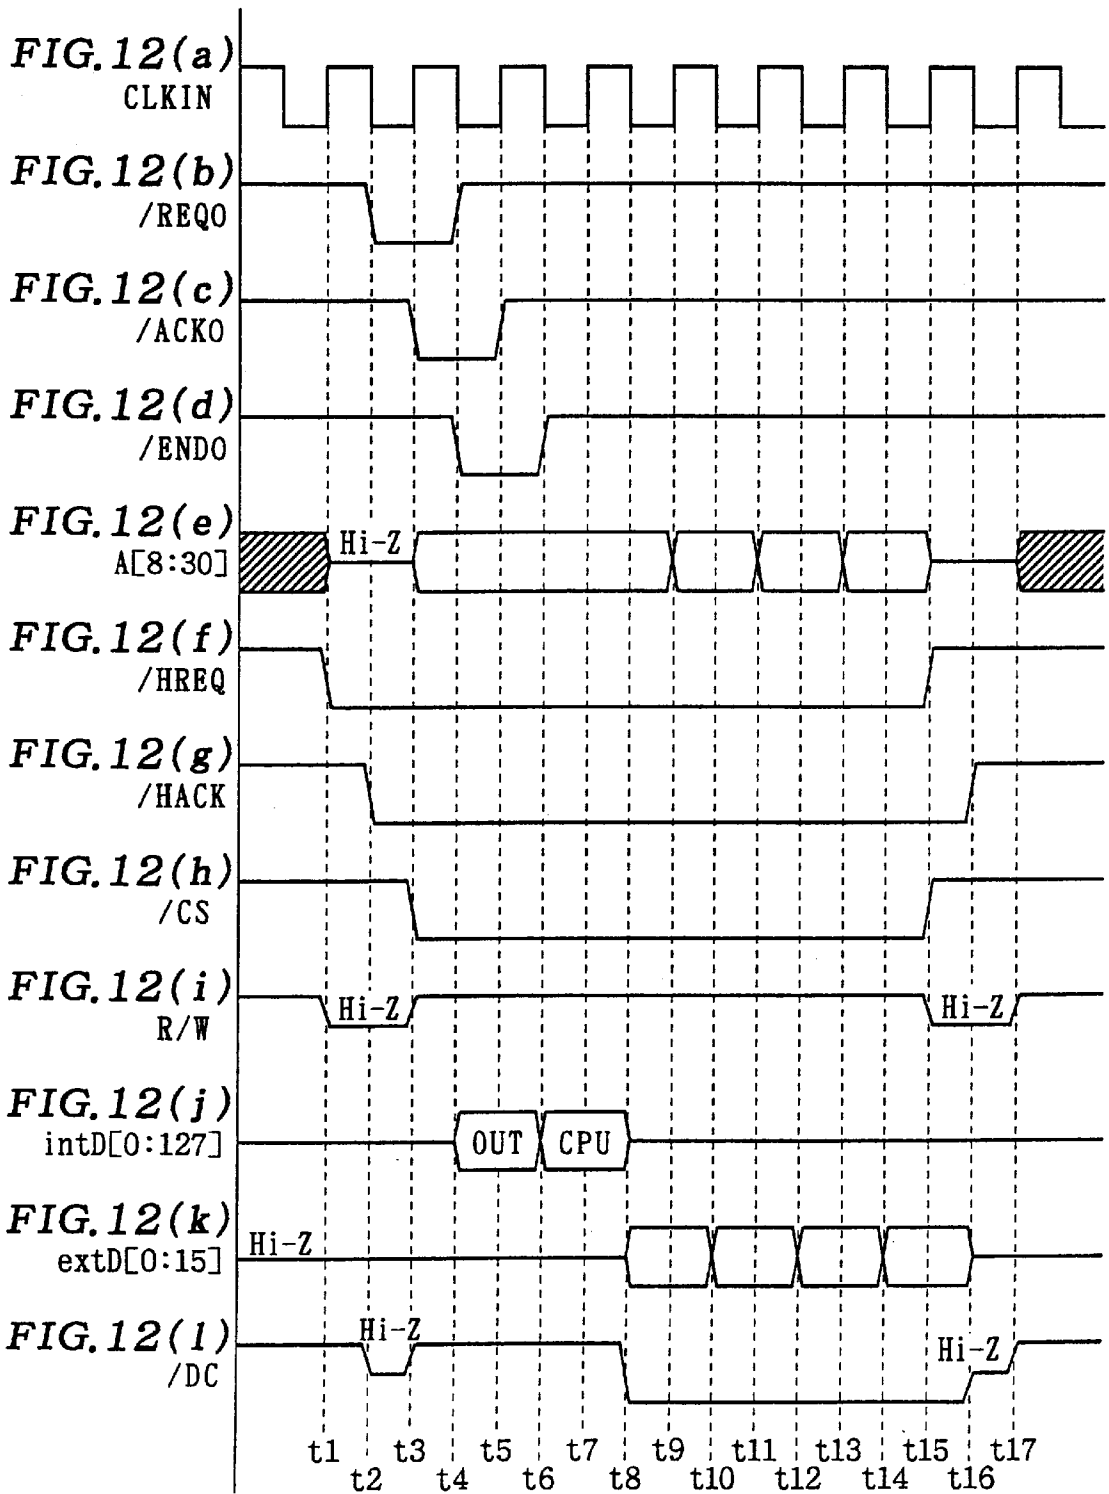 FIG. 12(a)
CLKIN
FIG. 12(b)
/REQ0
FIG. 12(c)
/ACK0
FIG. 12(d)
/END0
FIG. 12(e)
A[8:30]
Hi-Z
FIG. 12(f)
/HREQ
FIG. 12(g)
/HACK
FIG. 12(h)
/CS
FIG. 12(i)
R/W
Hi-Z
Hi-Z
FIG. 12(j)
intD[0:127]
OUT
CPU
FIG. 12(k)
extD[0:15]
Hi-Z
FIG. 12(l)
/DC
Hi-Z
Hi-Z
t1 t3 t5 t7 t9 t11 t13 t15 t17
t2 t4 t6 t8 t10 t12 t14 t16